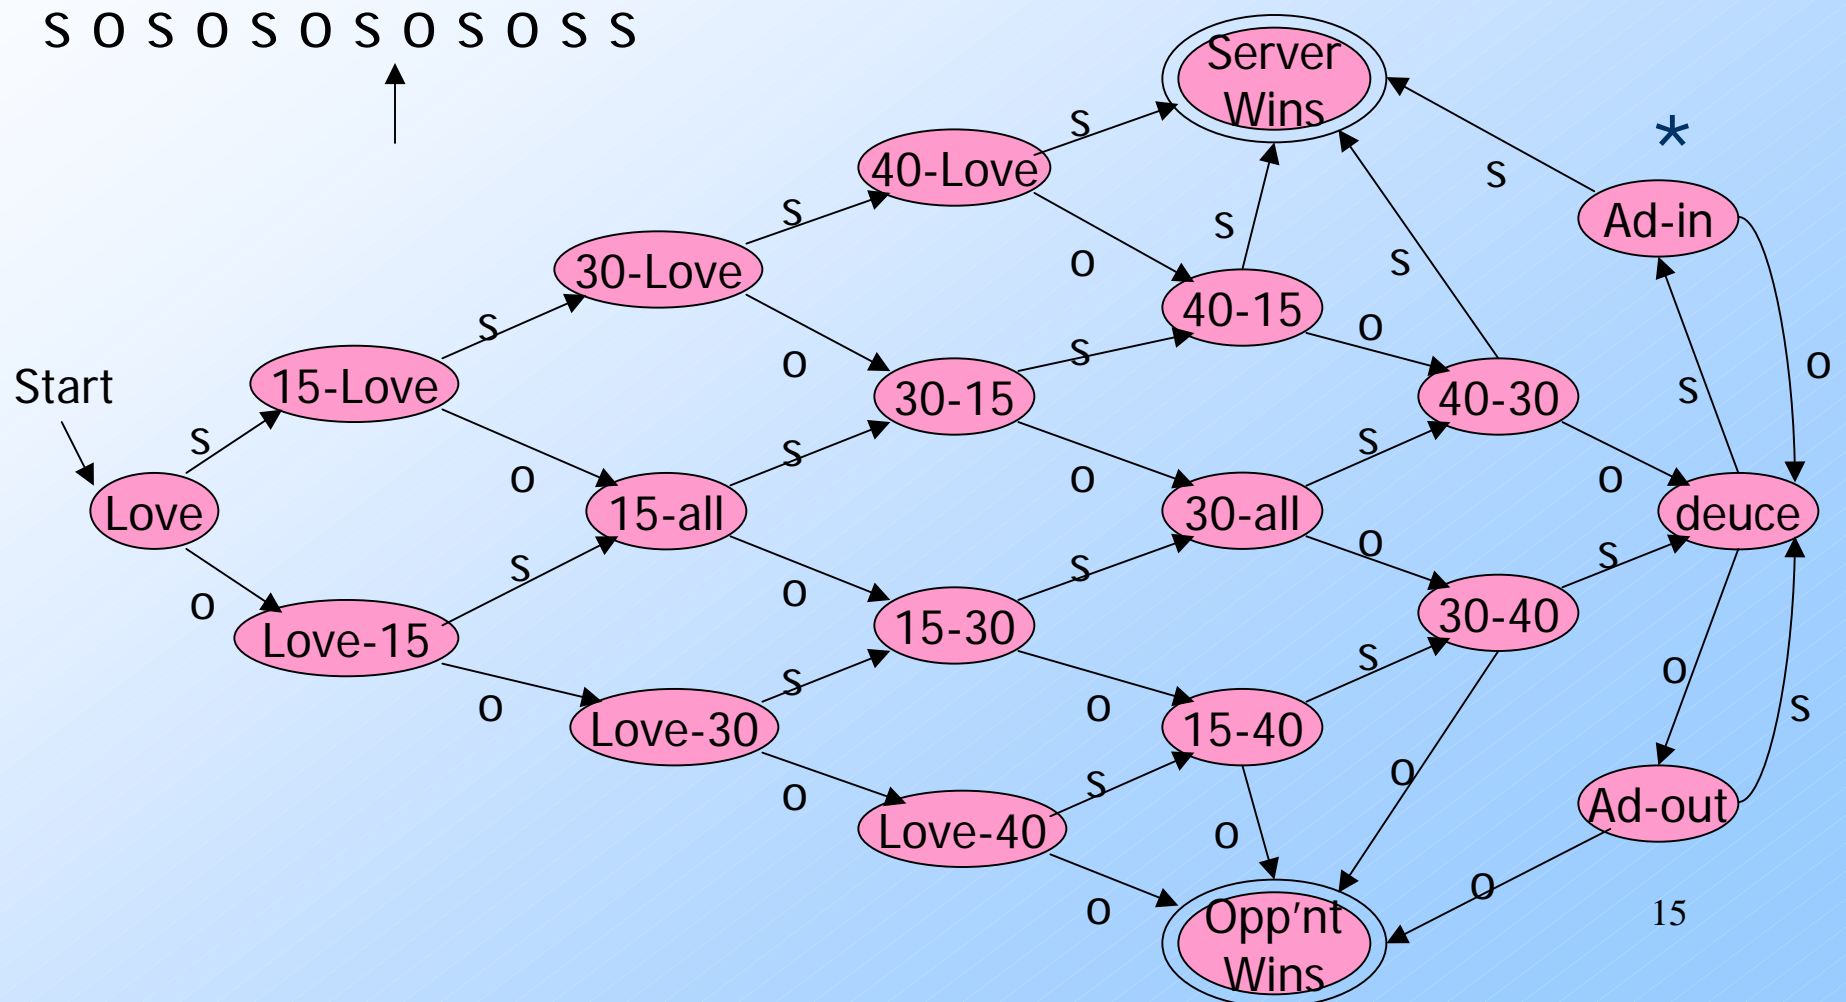 s o s o s o s o s o s s
Server
Wins
s
*
40-Love
s
s
s
Ad-in
30-Love
o
s
40-15
s
o
s
s
o
o
15-Love
30-15
40-30
s
Start
s
s
s
o
o
o
Love
15-all
30-all
deuce
o
s
s
s
o
o
Love-15
15-30
30-40
s
s
o
o
o
s
Love-30
15-40
o
s
o
s
o
Love-40
Ad-out
o
o
o
Opp'nt
Wins
15